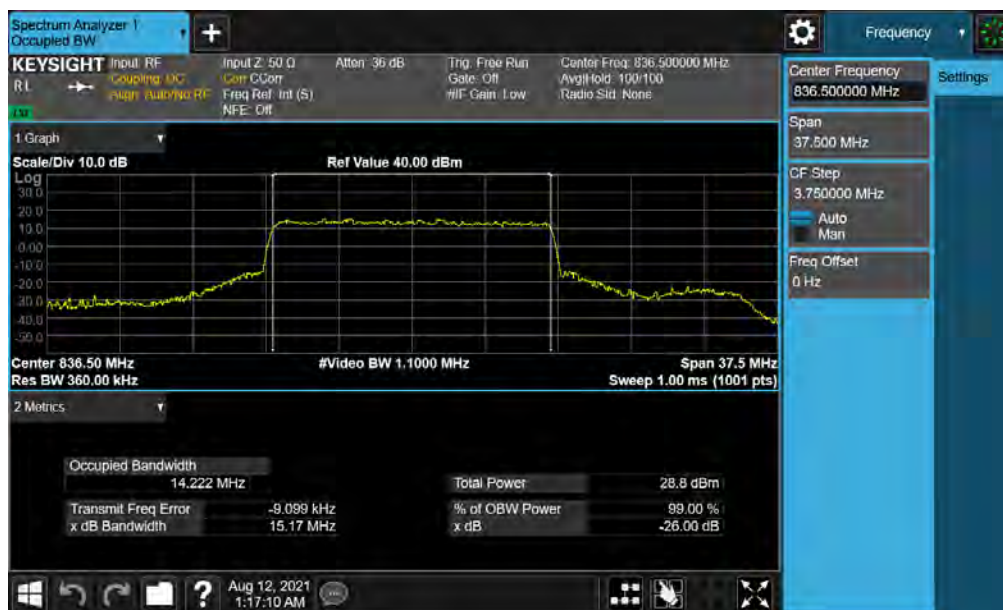 Spectrum Analyzer 1
Occupied BW
+
Frequency
KEYSIGHT
RL
Input: RF
Coupling: DC
Align: Auto/No RF
Input Z: 50 Ω
Corr CCorr
Freq Ref: Int (S)
NFE: Off
Atten: 36 dB
Trig: Free Run
Gate: Off
#IF Gain: Low
Center Freq: 836.500000 MHz
Avg|Hold: 100/100
Radio Std: None
Center Frequency
836.500000 MHz
Settings
Span
37.500 MHz
CF Step
3.750000 MHz
Auto
Man
Freq Offset
0 Hz
1 Graph
Scale/Div 10.0 dB
Ref Value 40.00 dBm
Log
30.0
20.0
10.0
0.00
-10.0
-20.0
-30.0
-40.0
-50.0
Center 836.50 MHz
#Video BW 1.1000 MHz
Span 37.5 MHz
Res BW 360.00 kHz
Sweep 1.00 ms (1001 pts)
2 Metrics
Occupied Bandwidth
14.222 MHz
Total Power 28.8 dBm
Transmit Freq Error -9.099 kHz
% of OBW Power 99.00 %
x dB Bandwidth 15.17 MHz
x dB -26.00 dB
?
Aug 12, 2021
1:17:10 AM